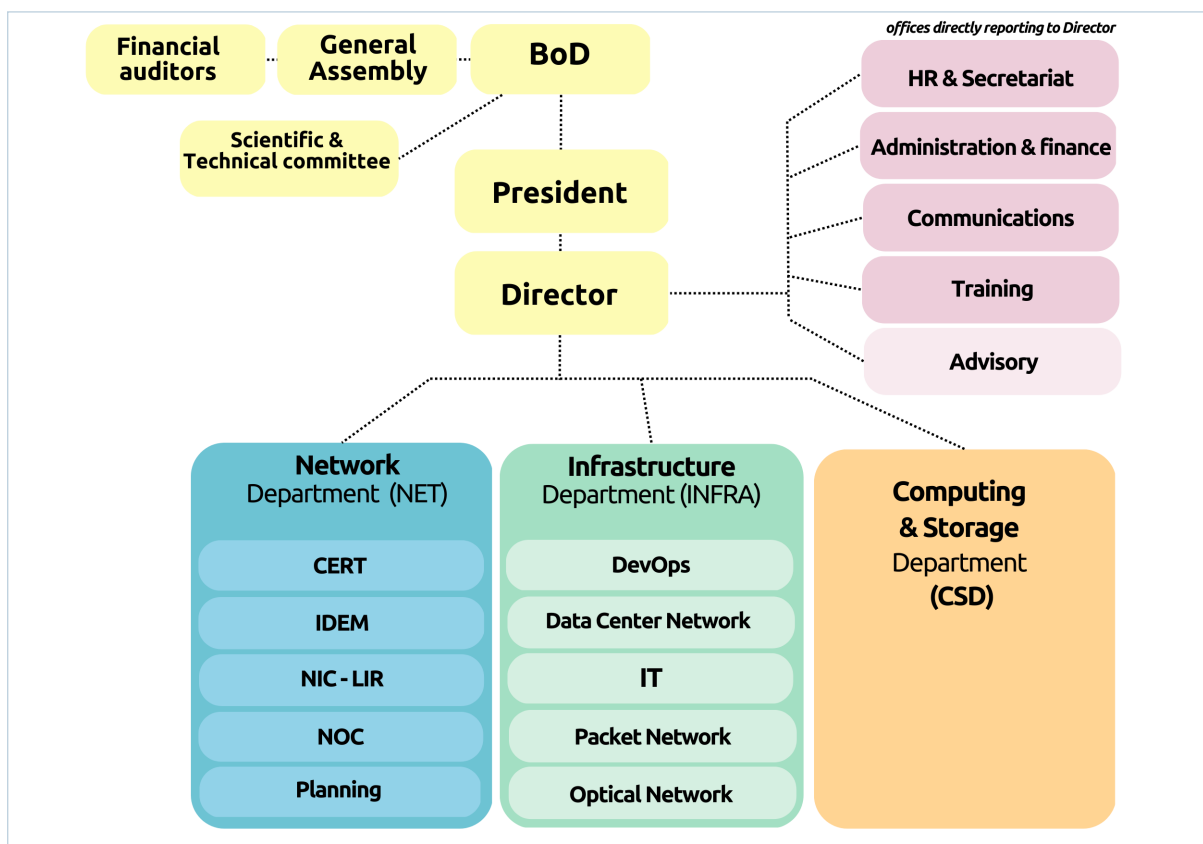 offices directly reporting to Director
Financial
auditors
General
Assembly
BoD
HR & Secretariat
Scientific &
Technical committee
Administration & finance
President
Communications
Director
Training
Advisory
Network
Department (NET)
CERT
IDEM
NIC - LIR
NOC
Planning
Infrastructure
Department (INFRA)
DevOps
Data Center Network
IT
Packet Network
Optical Network
Computing
& Storage
Department
(CSD)